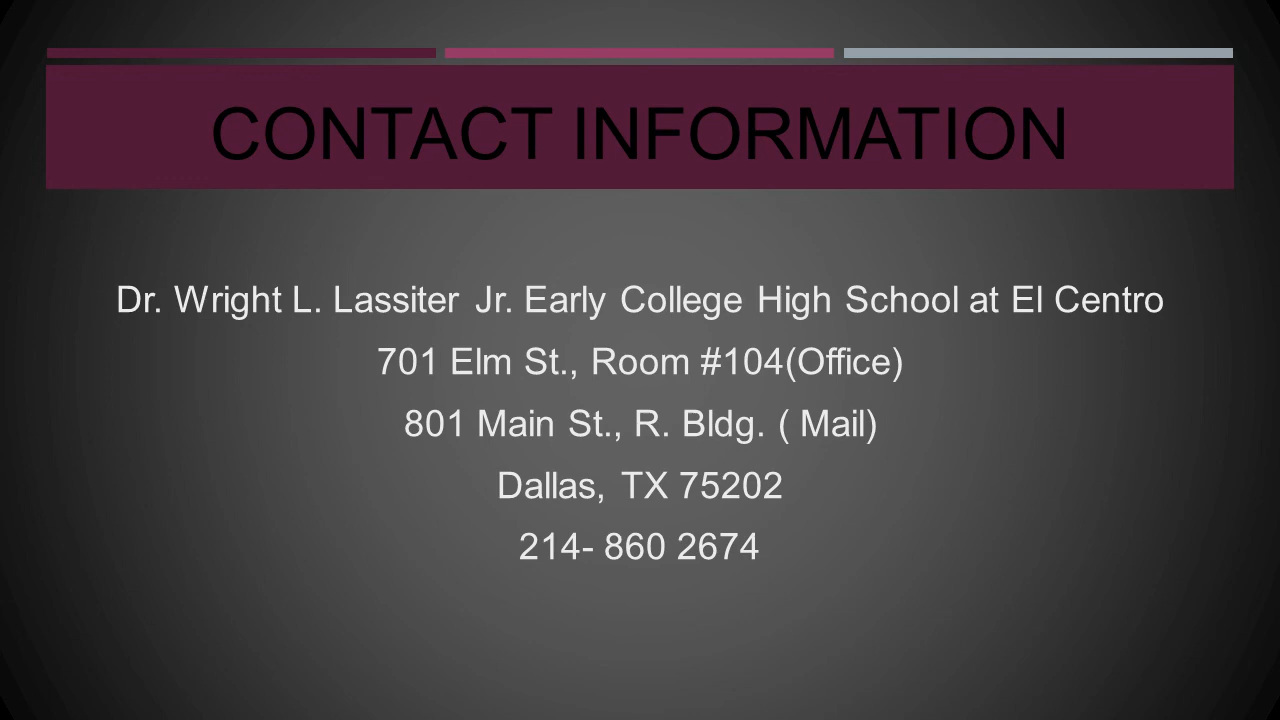 CONTACT INFORMATION
Dr. Wright L. Lassiter Jr. Early College High School at El Centro
701 Elm St., Room #104(Office)
801 Main St., R. Bldg. ( Mail)
Dallas, TX 75202
214- 860 2674